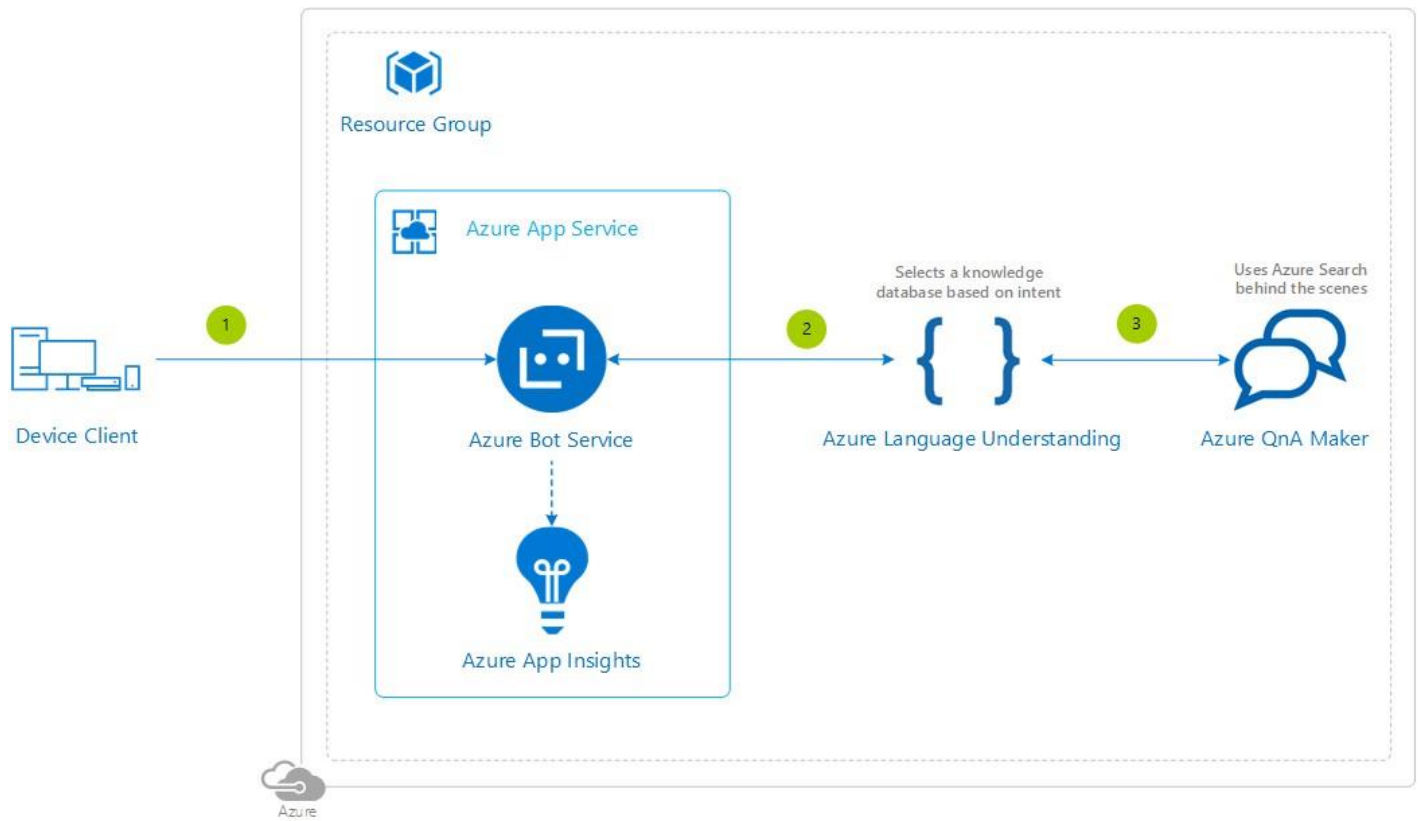 Resource Group
Azure App Service
Selects a knowledge
database based on intent
Uses Azure Search
behind the scenes
1
2
3
Device Client
Azure Bot Service
Azure Language Understanding
Azure QnA Maker
Azure App Insights
Azure